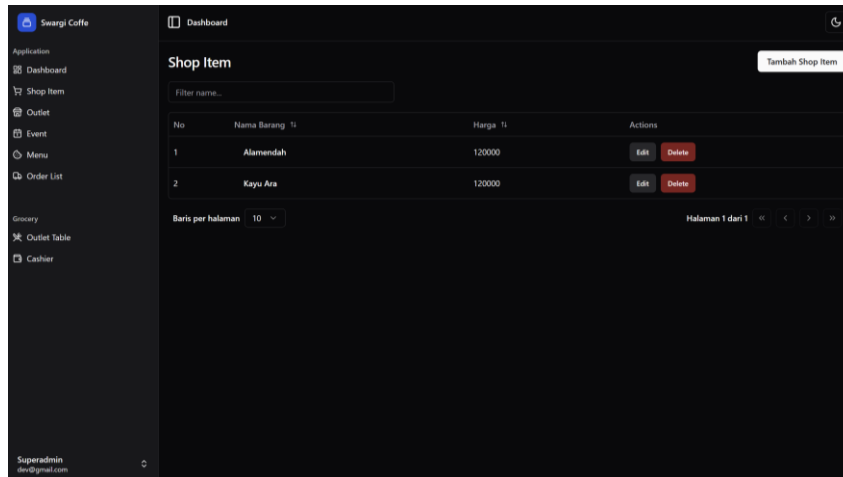 Swargi Coffe
Application
Dashboard
Shop Item
Outlet
Event
Menu
Order List
Grocery
Outlet Table
Cashier
Superadmin
dev@gmail.com
Dashboard
Shop Item
Tambah Shop Item
Filter name...
No Nama Barang Harga Actions
1 Alamendah 120000 Edit Delete
2 Kayu Ara 120000 Edit Delete
Baris per halaman 10 Halaman 1 dari 1